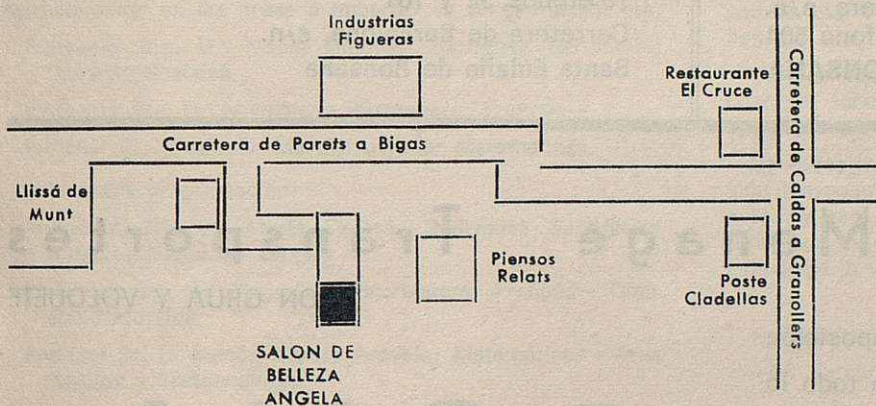 Industrias
Figueras
Restaurante
El Cruce
Carretera de Caldas a Granollers
Carretera de Parets a Bigas
Llissá de
Munt
Piensos
Relats
Poste
Cladellas
SALON DE
BELLEZA
ANGELA